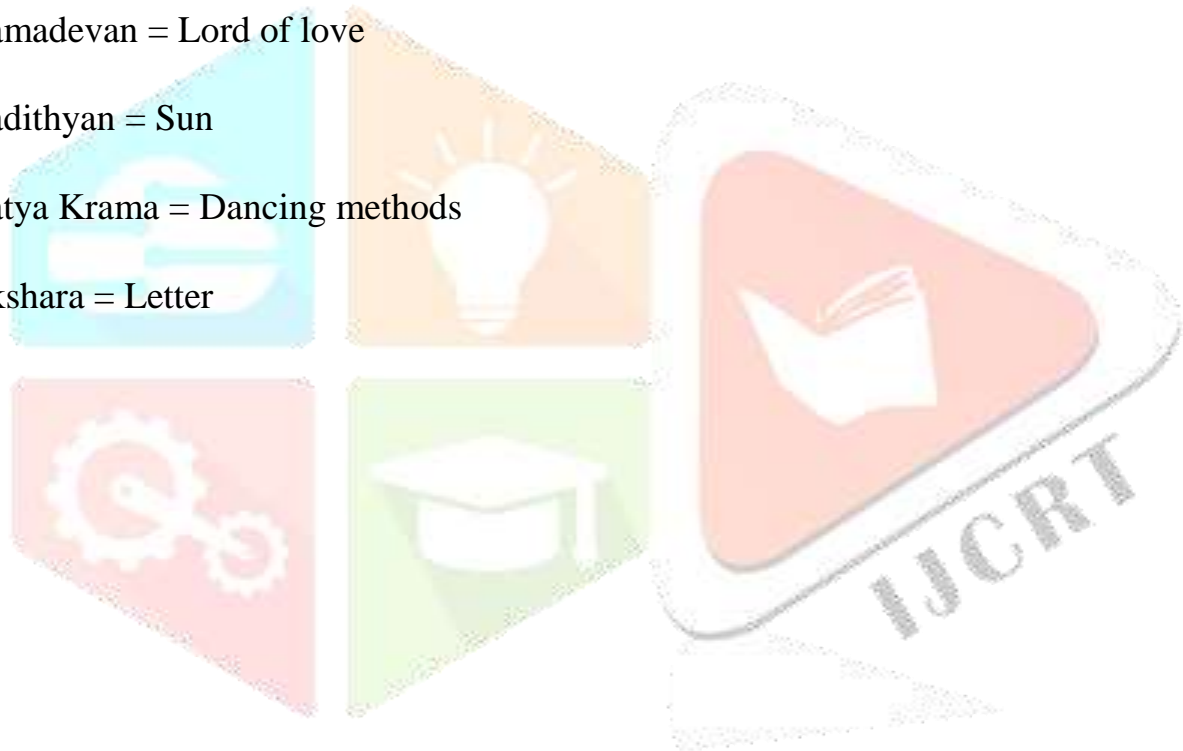 amadevan = Lord of love
adithyan = Sun
atya Krama = Dancing methods
kshara = Letter
IJCRT